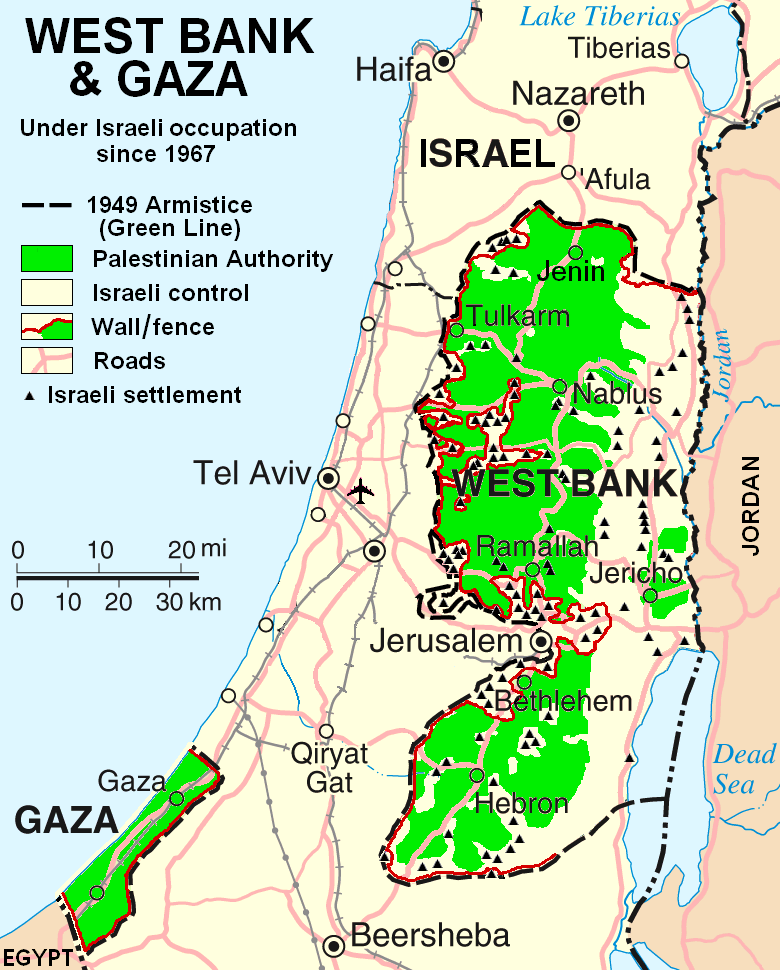 WEST BANK
& GAZA
Under Israeli occupation
since 1967
1949 Armistice
(Green Line)
Palestinian Authority
Israeli control
Wall/fence
Roads
Israeli settlement
Lake Tiberias
Tiberias
Haifa
Nazareth
ISRAEL
'Afula
Jenin
Tulkarm
Nablus
Jordan
Tel Aviv
WEST BANK
JORDAN
0 10 20 mi
0 10 20 30 km
Ramallah
Jericho
Jerusalem
Bethlehem
Qiryat
Gat
Dead
Sea
Gaza
GAZA
Hebron
Beersheba
EGYPT